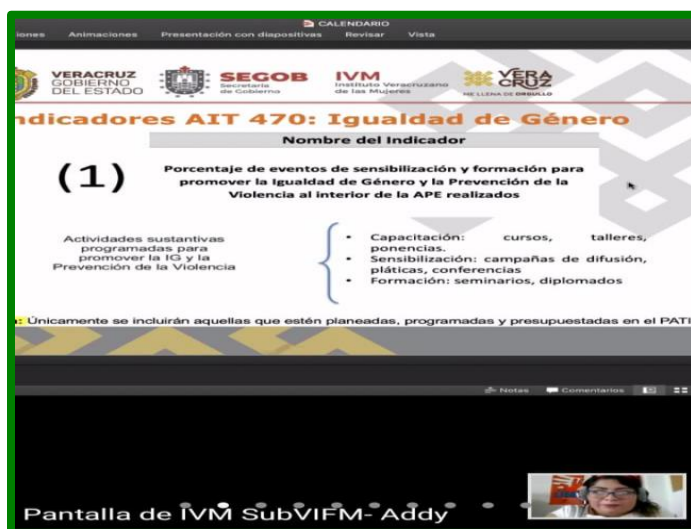 CALENDARIO
iones Animaciones Presentación con diapositivas Revisar Vista
VERACRUZ
GOBIERNO
DEL ESTADO
SEGOB
Secretaría
de Gobierno
IVM
Instituto Veracruzano
de las Mujeres
VERA
CRUZ
ME LLENA DE ORGULLO
ndicadores AIT 470: Igualdad de Género
Nombre del Indicador
(1)
Porcentaje de eventos de sensibilización y formación para
promover la Igualdad de Género y la Prevención de la
Violencia al interior de la APE realizados
Actividades sustantivas
programadas para
promover la IG y la
Prevención de la Violencia
• Capacitación: cursos, talleres,
ponencias.
• Sensibilización: campañas de difusión,
pláticas, conferencias
• Formación: seminarios, diplomados
a: Únicamente se incluirán aquellas que estén planeadas, programadas y presupuestadas en el PATI
Notas Comentarios
Pantalla de IVM SubVIFM- Addy